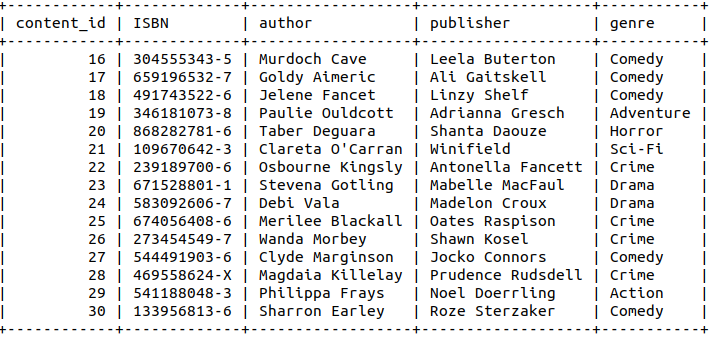 +------------+-------------+-----------------+------------------+-----------+
| content_id | ISBN        | author          | publisher        | genre     |
+------------+-------------+-----------------+------------------+-----------+
|         16 | 304555343-5 | Murdoch Cave    | Leela Buterton   | Comedy    |
|         17 | 659196532-7 | Goldy Aimeric   | Ali Gaitskell    | Comedy    |
|         18 | 491743522-6 | Jelene Fancet   | Linzy Shelf      | Comedy    |
|         19 | 346181073-8 | Paulie Ouldcott | Adrianna Gresch  | Adventure |
|         20 | 868282781-6 | Taber Deguara   | Shanta Daouze    | Horror    |
|         21 | 109670642-3 | Clareta O'Carran | Winifield        | Sci-Fi    |
|         22 | 239189700-6 | Osbourne Kingsly | Antonella Fancett | Crime     |
|         23 | 671528801-1 | Stevena Gotling | Mabelle MacFaul  | Drama     |
|         24 | 583092606-7 | Debi Vala       | Madelon Croux    | Drama     |
|         25 | 674056408-6 | Merilee Blackall | Oates Raspison   | Crime     |
|         26 | 273454549-7 | Wanda Morbey    | Shawn Kosel      | Crime     |
|         27 | 544491903-6 | Clyde Marginson | Jocko Connors    | Comedy    |
|         28 | 469558624-X | Magdaia Killelay | Prudence Rudsdell | Crime     |
|         29 | 541188048-3 | Philippa Frays  | Noel Doerrling   | Action    |
|         30 | 133956813-6 | Sharron Earley  | Roze Sterzaker   | Comedy    |
+------------+-------------+-----------------+------------------+-----------+